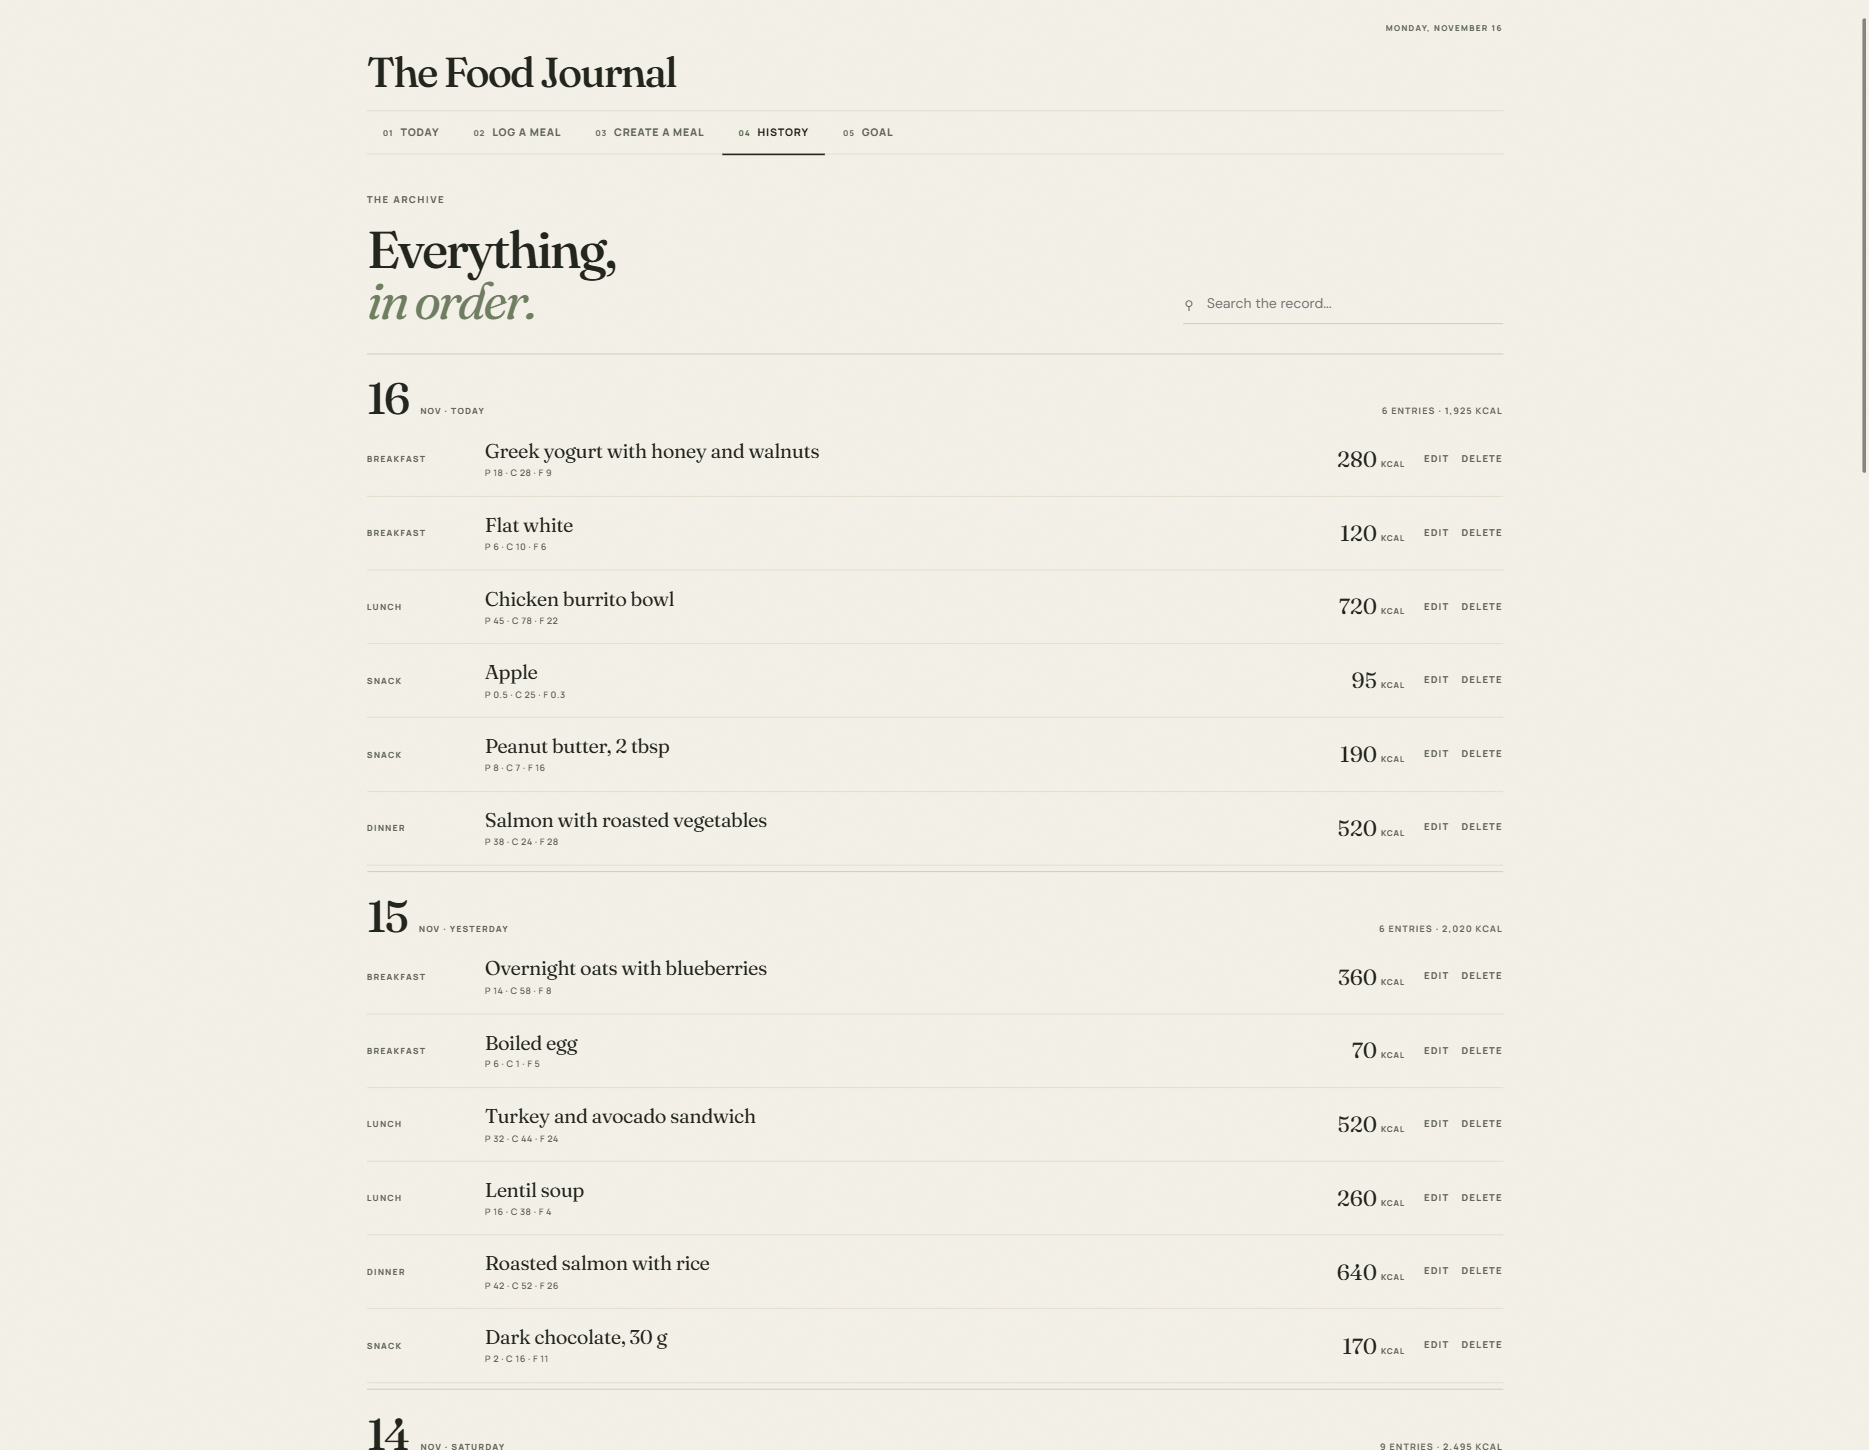 MONDAY, NOVEMBER 16
The Food Journal
01 TODAY 02 LOG A MEAL 03 CREATE A MEAL 04 HISTORY 05 GOAL
THE ARCHIVE
Everything,
in order.
Search the record...
16 NOV · TODAY 6 ENTRIES · 1,925 KCAL
BREAKFAST Greek yogurt with honey and walnuts 280 KCAL EDIT DELETE
P 18 · C 28 · F 9
BREAKFAST Flat white 120 KCAL EDIT DELETE
P 6 · C 10 · F 6
LUNCH Chicken burrito bowl 720 KCAL EDIT DELETE
P 45 · C 78 · F 22
SNACK Apple 95 KCAL EDIT DELETE
P 0.5 · C 25 · F 0.3
SNACK Peanut butter, 2 tbsp 190 KCAL EDIT DELETE
P 8 · C 7 · F 16
DINNER Salmon with roasted vegetables 520 KCAL EDIT DELETE
P 38 · C 24 · F 28
15 NOV · YESTERDAY 6 ENTRIES · 2,020 KCAL
BREAKFAST Overnight oats with blueberries 360 KCAL EDIT DELETE
P 14 · C 58 · F 8
BREAKFAST Boiled egg 70 KCAL EDIT DELETE
P 6 · C 1 · F 5
LUNCH Turkey and avocado sandwich 520 KCAL EDIT DELETE
P 32 · C 44 · F 24
LUNCH Lentil soup 260 KCAL EDIT DELETE
P 16 · C 38 · F 4
DINNER Roasted salmon with rice 640 KCAL EDIT DELETE
P 42 · C 52 · F 26
SNACK Dark chocolate, 30 g 170 KCAL EDIT DELETE
P 2 · C 16 · F 11
14 NOV · SATURDAY 9 ENTRIES · 2,495 KCAL